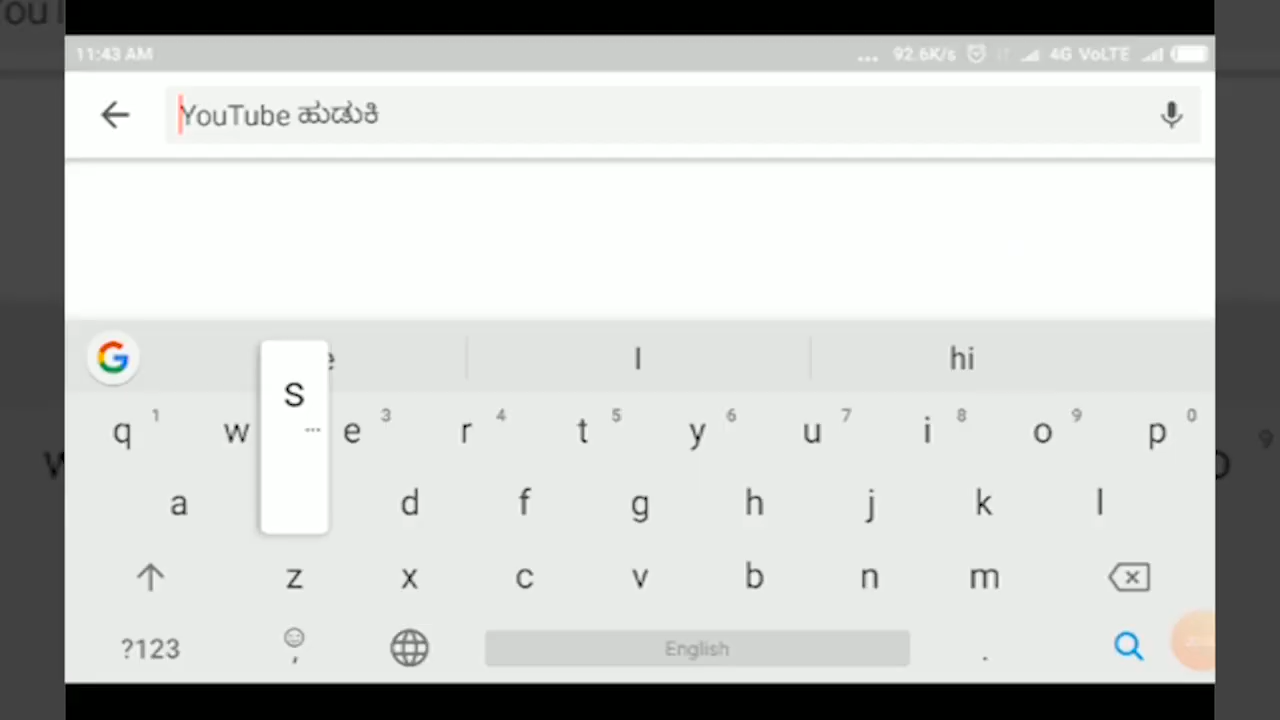 11:43 AM ... 92.6K/s 4G VoLTE
YouTube ಹುಡುಕಿ
I hi
q 1 w e 3 r 4 t 5 y 6 u 7 i 8 o 9 p 0
S
a d f g h j k l
z x c v b n m
?123 , English .